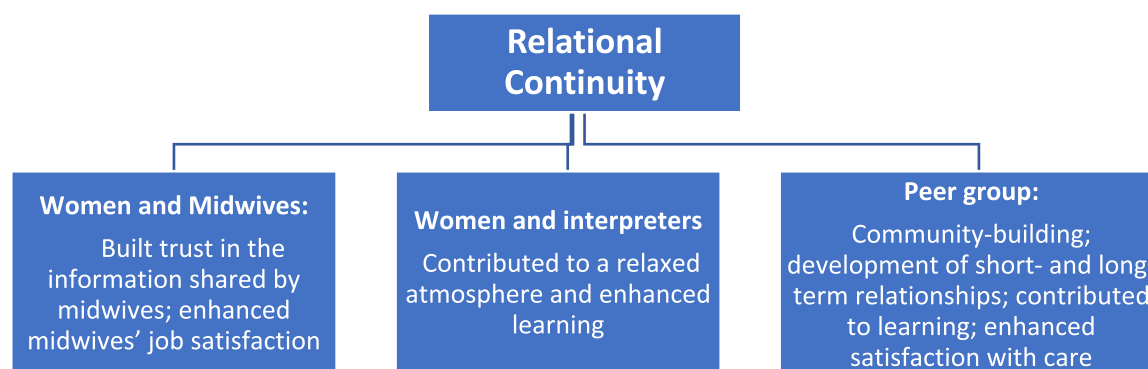 Relational
Continuity
Women and Midwives:
Built trust in the
information shared by
midwives; enhanced
midwives’ job satisfaction
Women and interpreters
Contributed to a relaxed
atmosphere and enhanced
learning
Peer group:
Community-building;
development of short- and long-
term relationships; contributed
to learning; enhanced
satisfaction with care